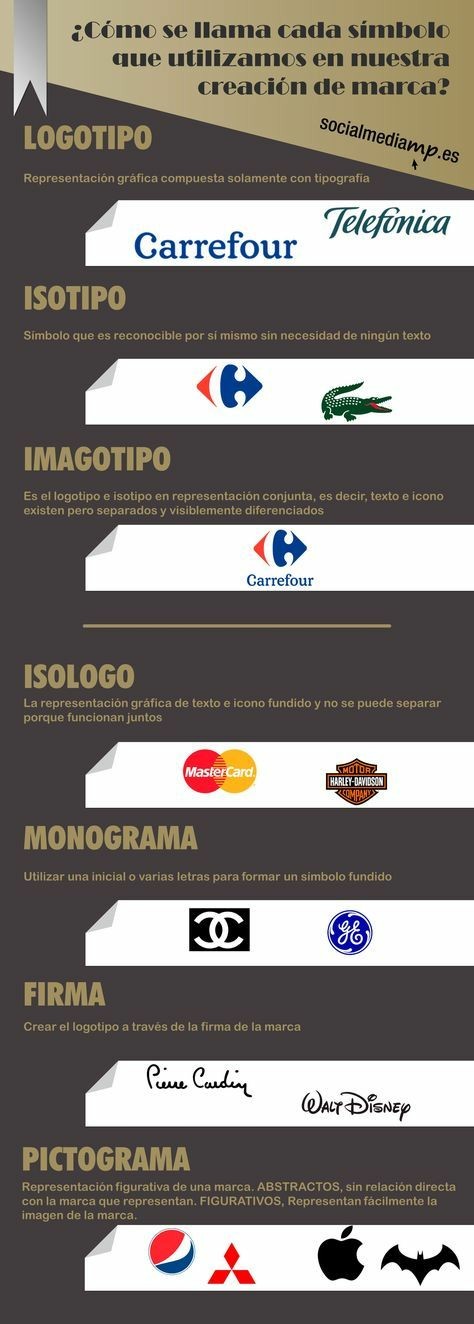 ¿Cómo se llama cada símbolo
que utilizamos en nuestra
creación de marca?
socialmediamp.es
LOGOTIPO
Representación gráfica compuesta solamente con tipografía
Telefónica
Carrefour
ISOTIPO
Simbolo que es reconocible por sí mismo sin necesidad de ningún texto
IMAGOTIPO
Es el logotipo e isotipo en representación conjunta, es decir, texto e icono
existen pero separados y visiblemente diferenciados
Carrefour
ISOLOGO
La representación gráfica de texto e icono fundido y no se puede separar
porque funcionan juntos
MasterCard
MOTOR
HARLEY-DAVIDSON
COMPANY
MONOGRAMA
Utilizar una inicial o varias letras para formar un simbolo fundido
GE
FIRMA
Crear el logotipo a través de la firma de la marca
Pierre Cardin
WALT DISNEY
PICTOGRAMA
Representación figurativa de una marca. ABSTRACTOS, sin relación directa
con la marca que representan. FIGURATIVOS, Representan fácilmente la
imagen de la marca.